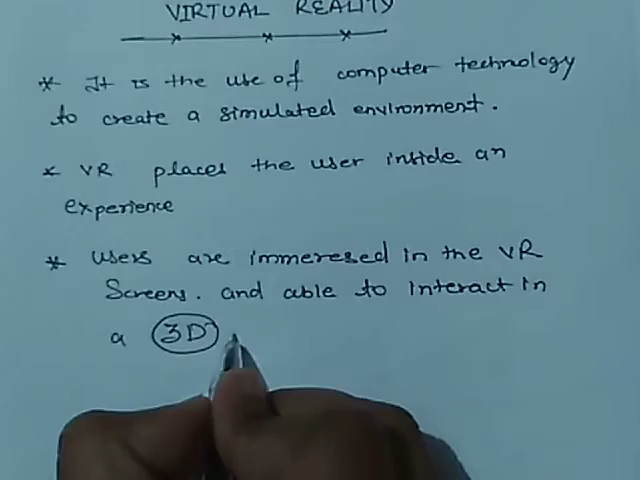 VIRTUAL REALITY
* It is the use of computer technology
to create a simulated environment.
* VR places the user inside an
experience
* Users are immeresed in the VR
Screens. and able to interact in
a 3D